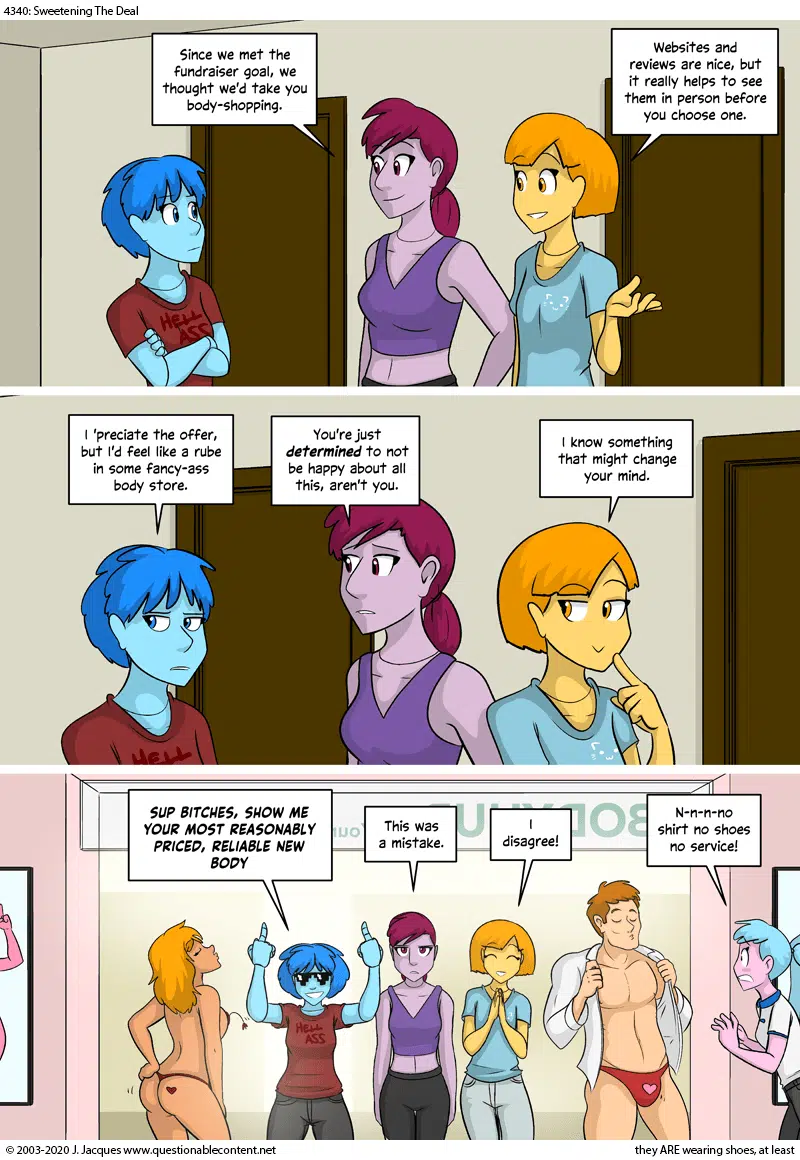 4340: Sweetening The Deal
Since we met the
fundraiser goal, we
thought we'd take you
body-shopping.
Websites and
reviews are nice, but
it really helps to see
them in person before
you choose one.
HELL
ASS
I 'preciate the offer,
but I'd feel like a rube
in some fancy-ass
body store.
You're just
determined to not
be happy about all
this, aren't you.
I know something
that might change
your mind.
HELL
SUP BITCHES, SHOW ME
YOUR MOST REASONABLY
PRICED, RELIABLE NEW
BODY
This was
a mistake.
I
disagree!
N-n-n-no
shirt no shoes
no service!
HELL
ASS
© 2003-2020 J. Jacques www.questionablecontent.net
they ARE wearing shoes, at least